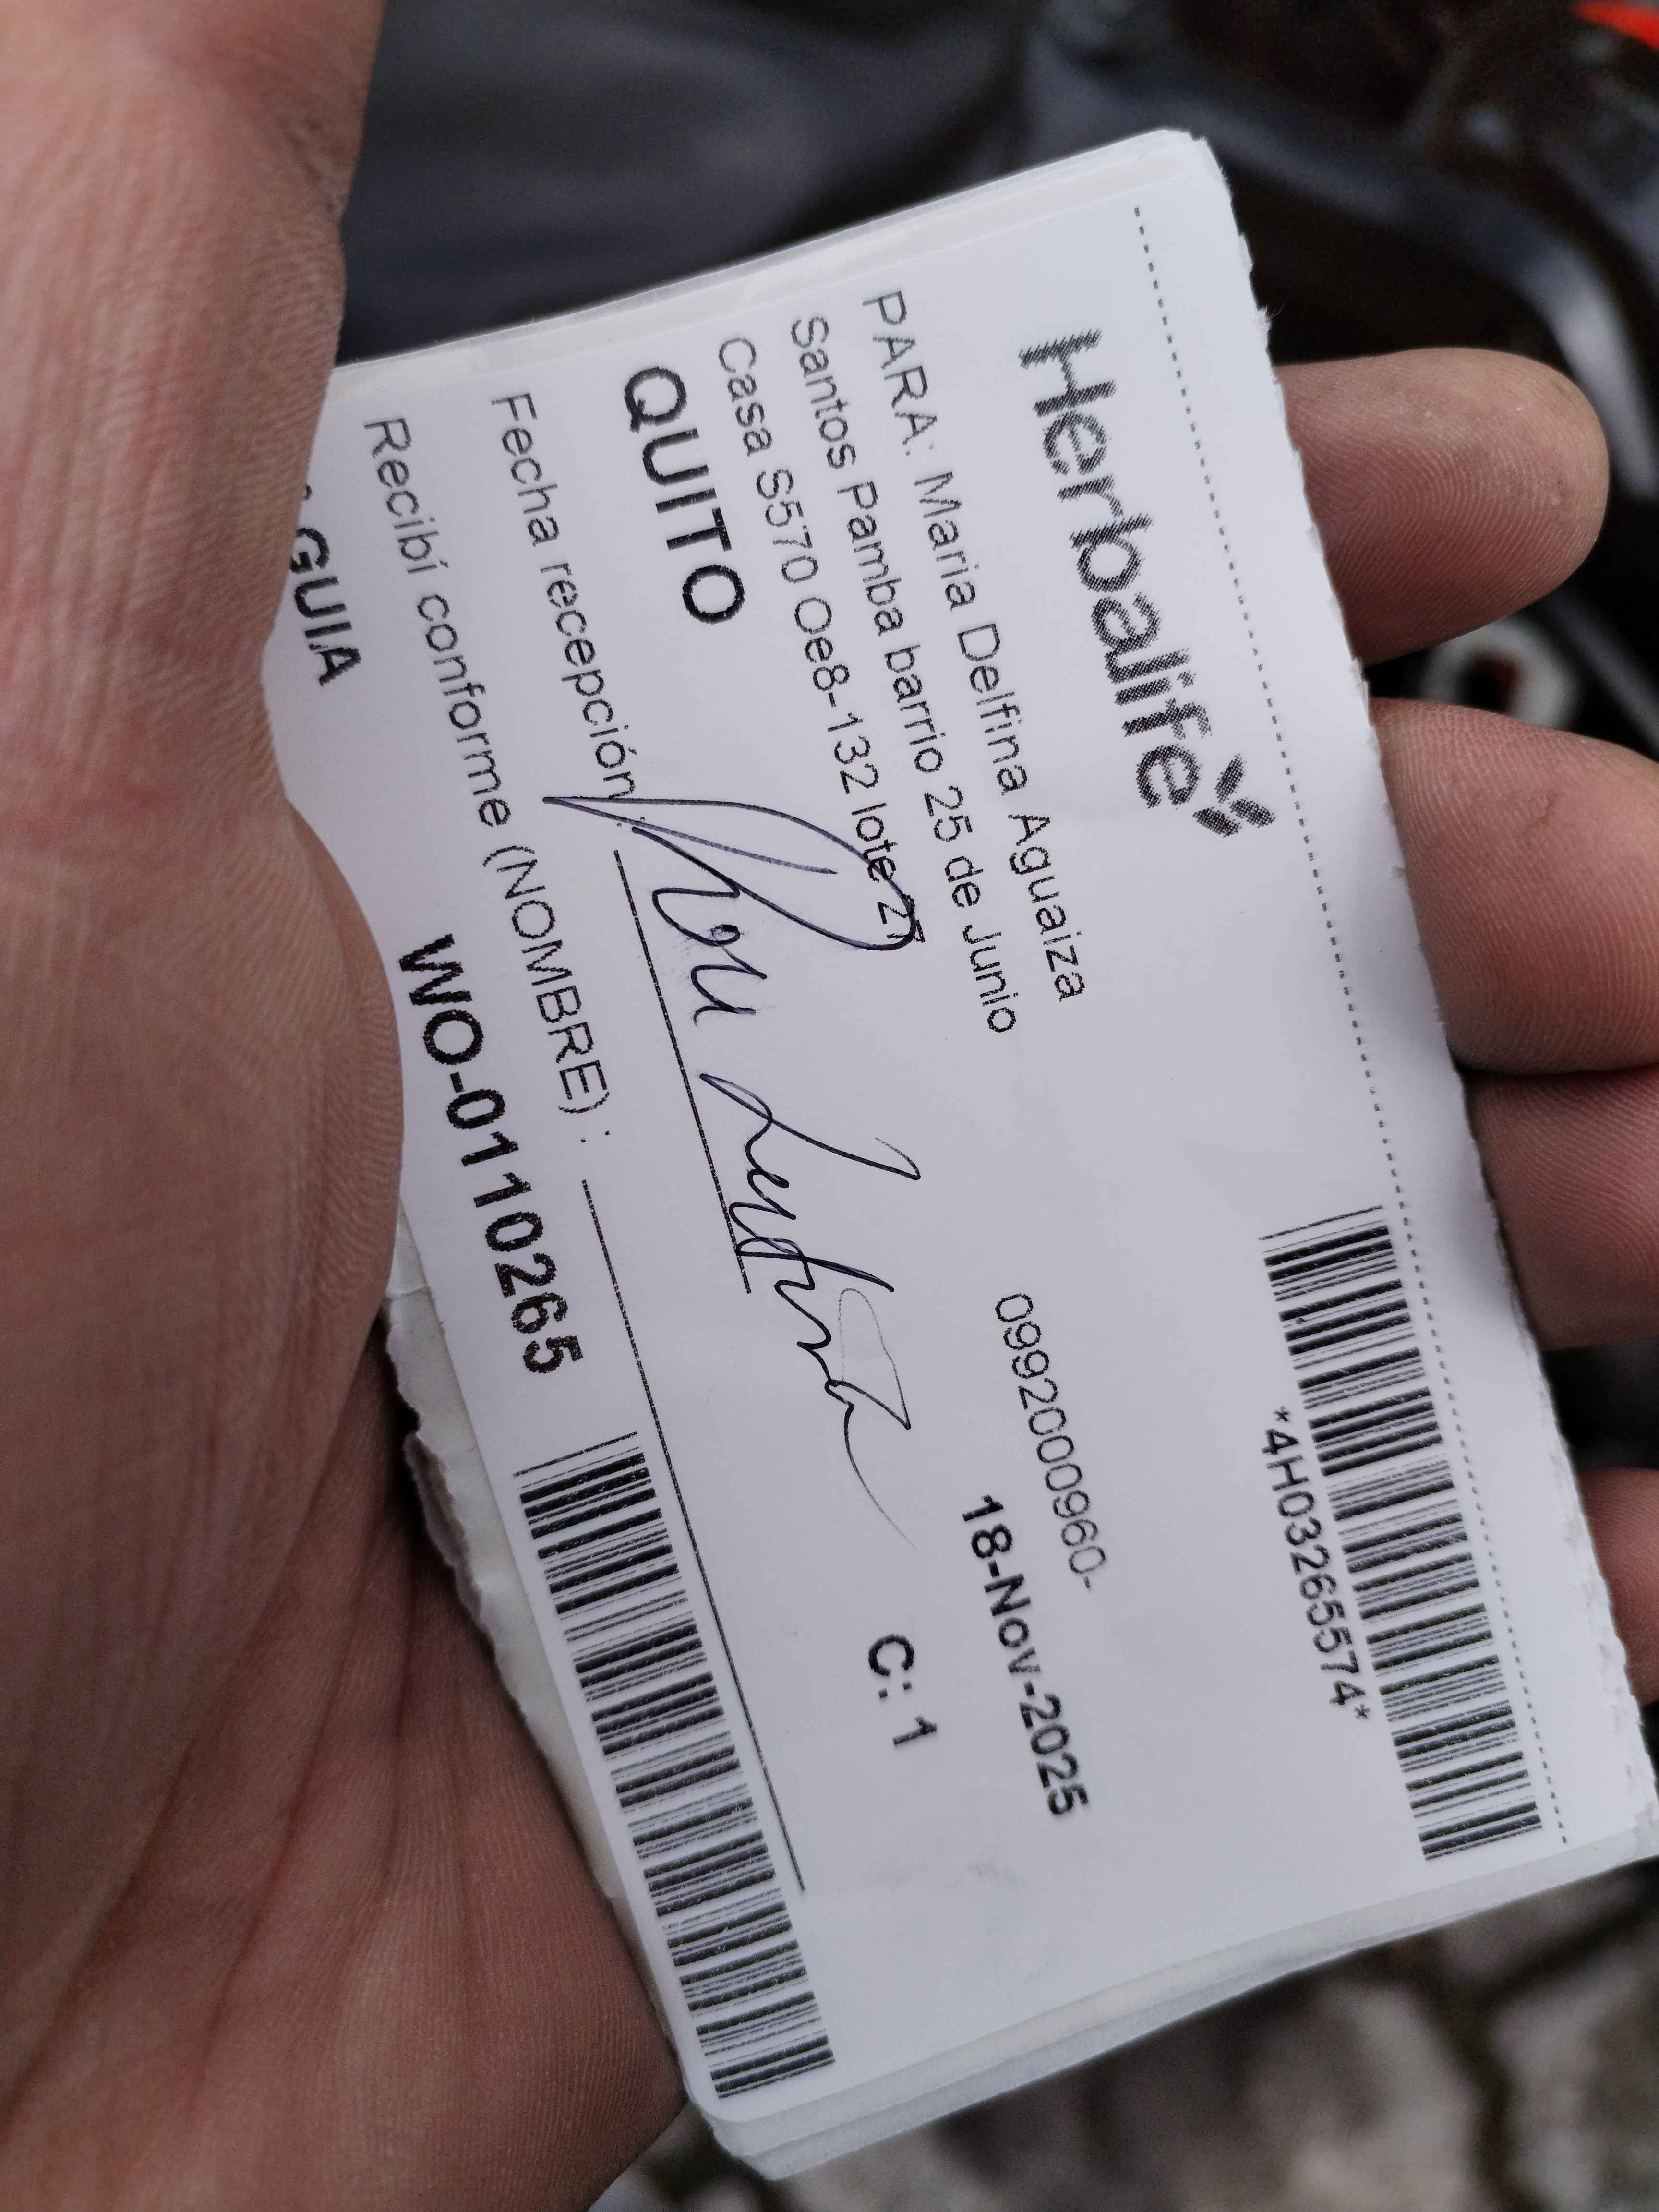 Herbalife
*4H03265574*
PARA: Maria Delfina Aguaiza
Santos Pamba barrio 25 de Junio
0992000960-
Casa S570 Oe8-132 lote 27
18-Nov-2025
QUITO
C: 1
Fecha recepción:
Recibí conforme (NOMBRE) :
GUIA
WO-0110265